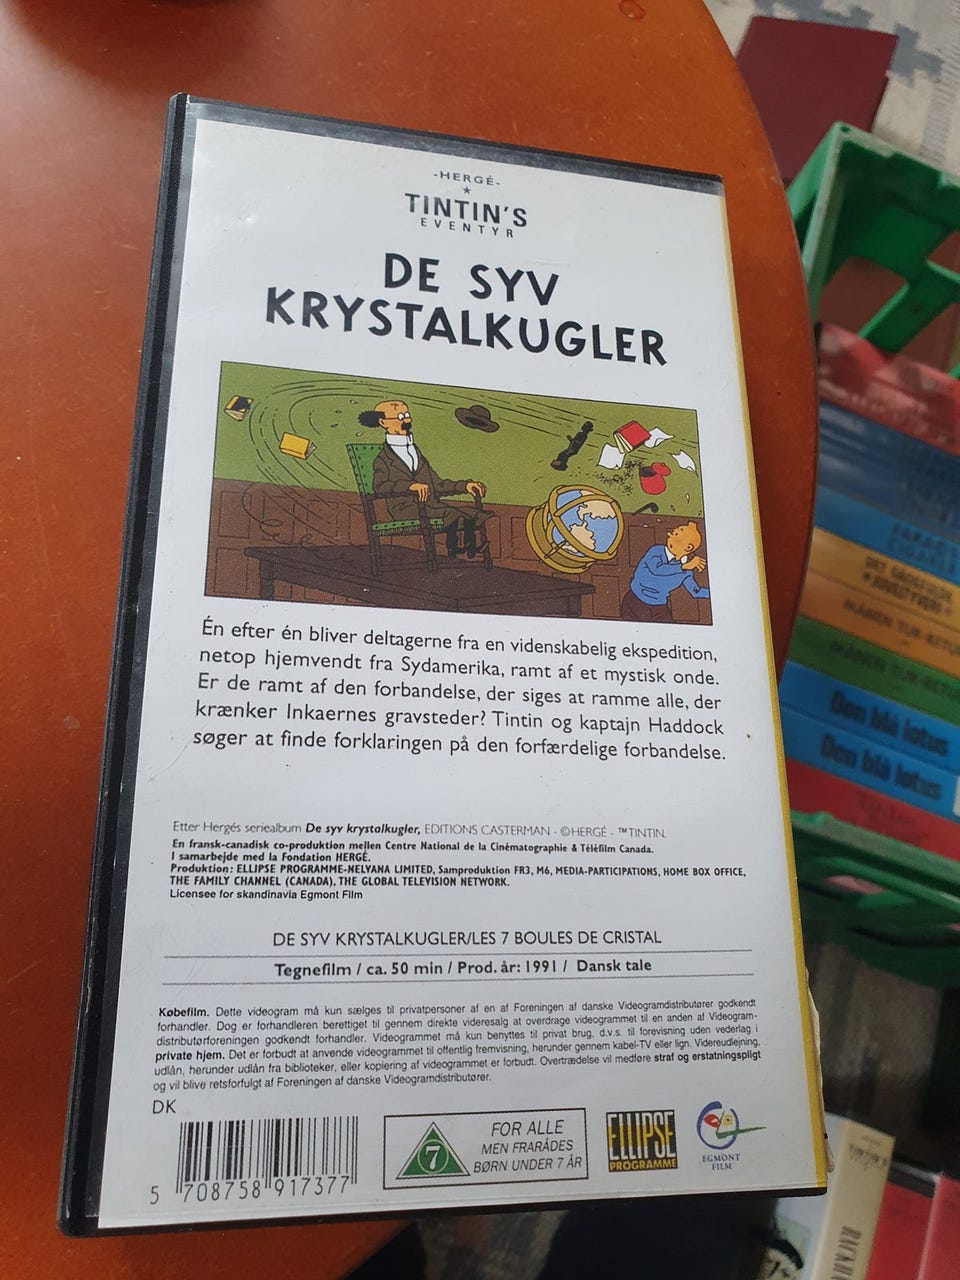 -HERGÉ-
TINTIN'S
EVENTYR
DE SYV
KRYSTALKUGLER
Én efter én bliver deltagerne fra en videnskabelig ekspedition,
netop hjemvendt fra Sydamerika, ramt af et mystisk onde.
Er de ramt af den forbandelse, der siges at ramme alle, der
krænker Inkaernes gravsteder? Tintin og kaptajn Haddock
søger at finde forklaringen på den forfærdelige forbandelse.
Etter Hergés seriealbum De syv krystalkugler, EDITIONS CASTERMAN - ©HERGÉ - ™TINTIN.
En fransk-canadisk co-produktion mellen Centre National de la Cinématographie & Téléfilm Canada.
I samarbejde med la Fondation HERGÉ.
Produktion: ELLIPSE PROGRAMME-NELVANA LIMITED, Samproduktion FR3, M6, MEDIA-PARTICIPATIONS, HOME BOX OFFICE,
THE FAMILY CHANNEL (CANADA), THE GLOBAL TELEVISION NETWORK.
Licensee for skandinavia Egmont Film
DE SYV KRYSTALKUGLER/LES 7 BOULES DE CRISTAL
Tegnefilm / ca. 50 min / Prod. år: 1991 / Dansk tale
Købefilm. Dette videogram må kun sælges til privatpersoner af en af Foreningen af danske Videogramdistributører godkendt
forhandler. Dog er forhandleren berettiget til gennem direkte videresalg at overdrage videogrammet til en anden af Videogram-
distributørforeningen godkendt forhandler. Videogrammet må kun benyttes til privat brug, d.v.s. til forevisning uden vederlag i
private hjem. Det er forbudt at anvende videogrammet til offentlig fremvisning, herunder gennem kabel-TV eller lign. Videreudlejning,
udlån, herunder udlån fra biblioteker, eller kopiering af videogrammet er forbudt. Overtrædelse vil medføre straf og erstatningspligt
og vil blive retsforfulgt af Foreningen af danske Videogramdistributører.
DK
5 708758 917377
7
FOR ALLE
MEN FRARÅDES
BØRN UNDER 7 ÅR
ELLIPSE
PROGRAMME
EGMONT
FILM
MÅNEN TUR-RETUR
MÅNEN TUR-RETUR
Den blå lotus
Den blå lotus
TINTIN'S